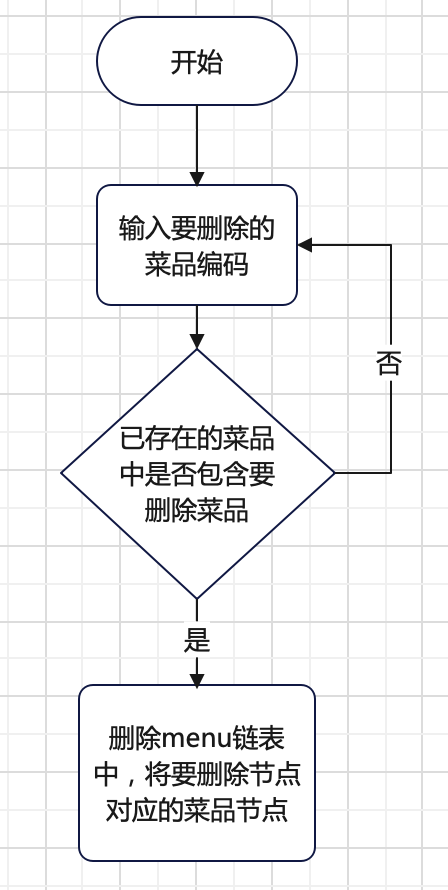 开始
输入要删除的
菜品编码
否
已存在的菜品
中是否包含要
删除菜品
是
删除menu链表
中，将要删除节点
对应的菜品节点